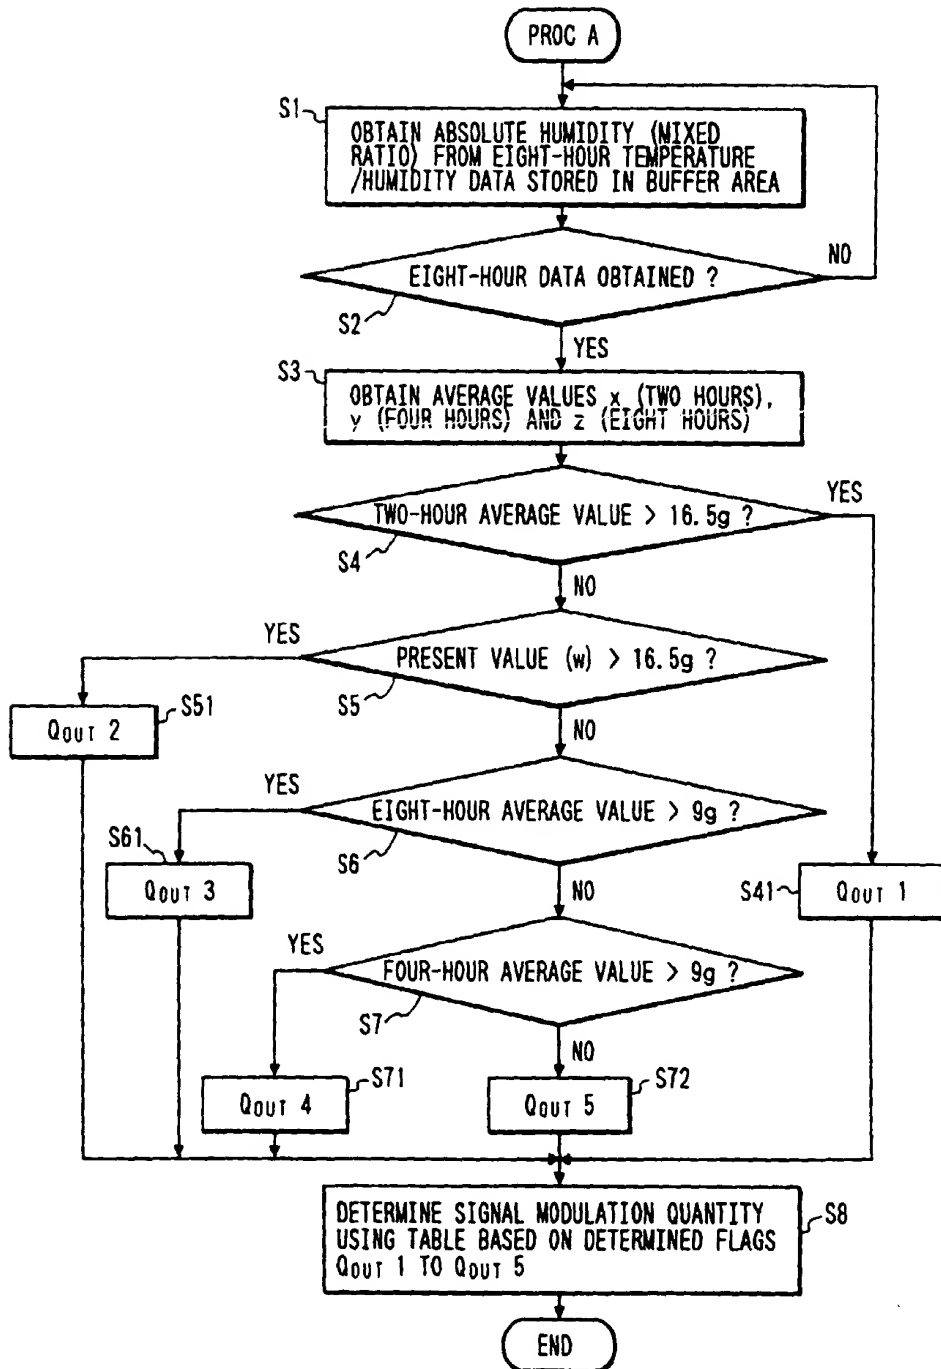 PROC A
S1
OBTAIN ABSOLUTE HUMIDITY (MIXED
RATIO) FROM EIGHT-HOUR TEMPERATURE
/HUMIDITY DATA STORED IN BUFFER AREA
NO
EIGHT-HOUR DATA OBTAINED ?
S2
YES
S3
OBTAIN AVERAGE VALUES x (TWO HOURS),
y (FOUR HOURS) AND z (EIGHT HOURS)
YES
TWO-HOUR AVERAGE VALUE > 16.5g ?
S4
NO
YES
PRESENT VALUE (w) > 16.5g ?
S5
S51
QOUT 2
NO
YES
EIGHT-HOUR AVERAGE VALUE > 9g ?
S6
S61
QOUT 3
NO
S41
QOUT 1
YES
FOUR-HOUR AVERAGE VALUE > 9g ?
S7
NO
S71
QOUT 4
S72
QOUT 5
DETERMINE SIGNAL MODULATION QUANTITY
USING TABLE BASED ON DETERMINED FLAGS
QOUT 1 TO QOUT 5
S8
END